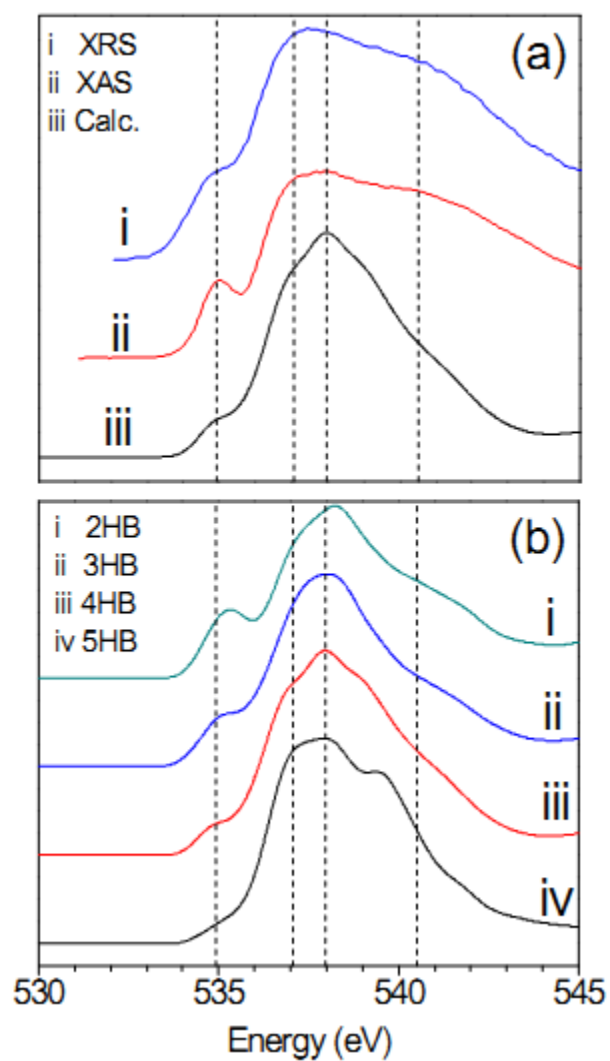 i XRS
ii XAS
iii Calc.
(a)
i
ii
iii
i 2HB
ii 3HB
iii 4HB
iv 5HB
(b)
i
ii
iii
iv
530 535 540 545
Energy (eV)